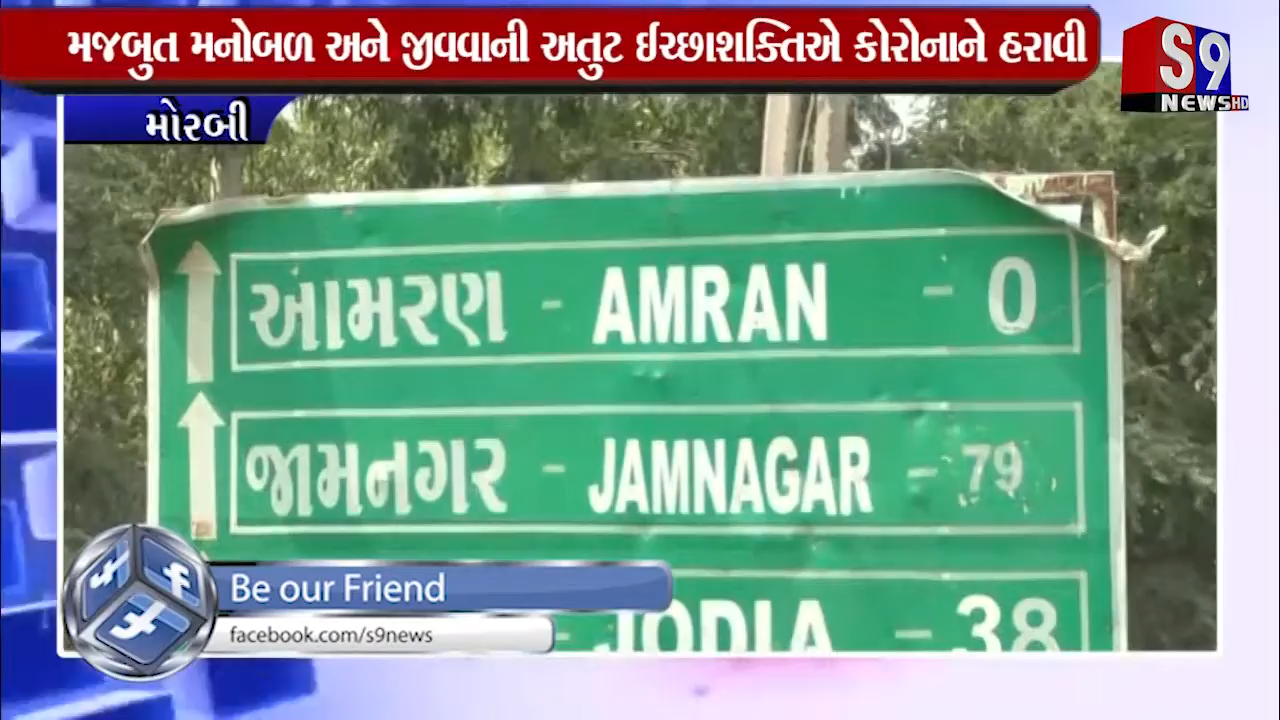 મજબુત મનોબળ અને જીવવાની અતુટ ઈચ્છાશક્તિએ કોરોનાને હરાવી
S9
NEWS HD
મોરબી
આમરણ - AMRAN - 0
જામનગર - JAMNAGAR - 79
- JODIA - 38
Be our Friend
facebook.com/s9news